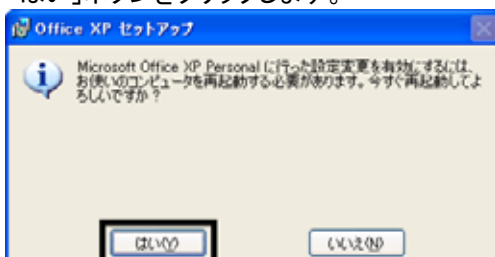 はい」ボタンをクリックします。
Office XP セットアップ
Microsoft Office XP Personal に行った設定変更を有効にするには、
お使いのコンピュータを再起動する必要があります。今すぐ再起動してよ
ろしいですか?
はい(Y)
いいえ(N)